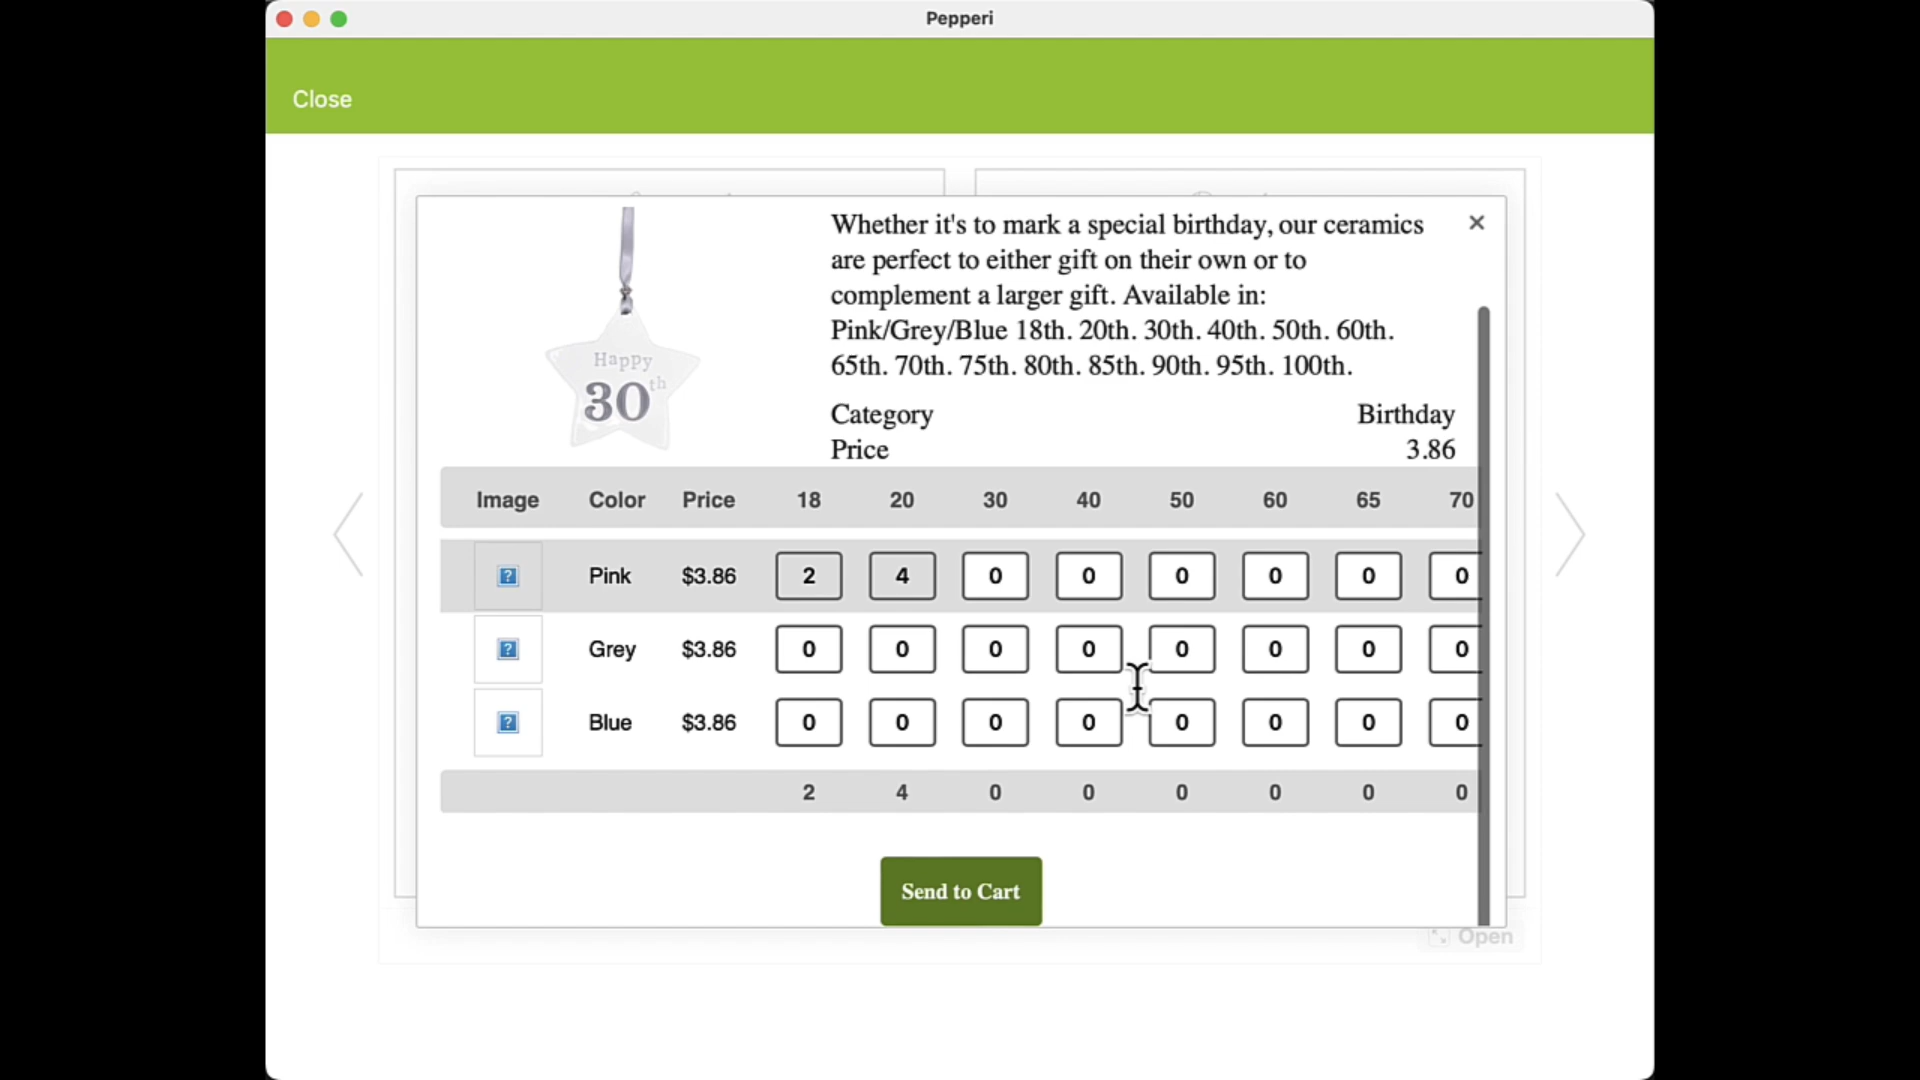 Pepperi
Close
Whether it's to mark a special birthday, our ceramics
are perfect to either gift on their own or to
complement a larger gift. Available in:
Pink/Grey/Blue 18th. 20th. 30th. 40th. 50th. 60th.
65th. 70th. 75th. 80th. 85th. 90th. 95th. 100th.
Happy
30th
Category Birthday
Price 3.86
Image Color Price 18 20 30 40 50 60 65 70
Pink $3.86 2 4 0 0 0 0 0 0
Grey $3.86 0 0 0 0 0 0 0 0
Blue $3.86 0 0 0 0 0 0 0 0
2 4 0 0 0 0 0 0
Send to Cart
Open